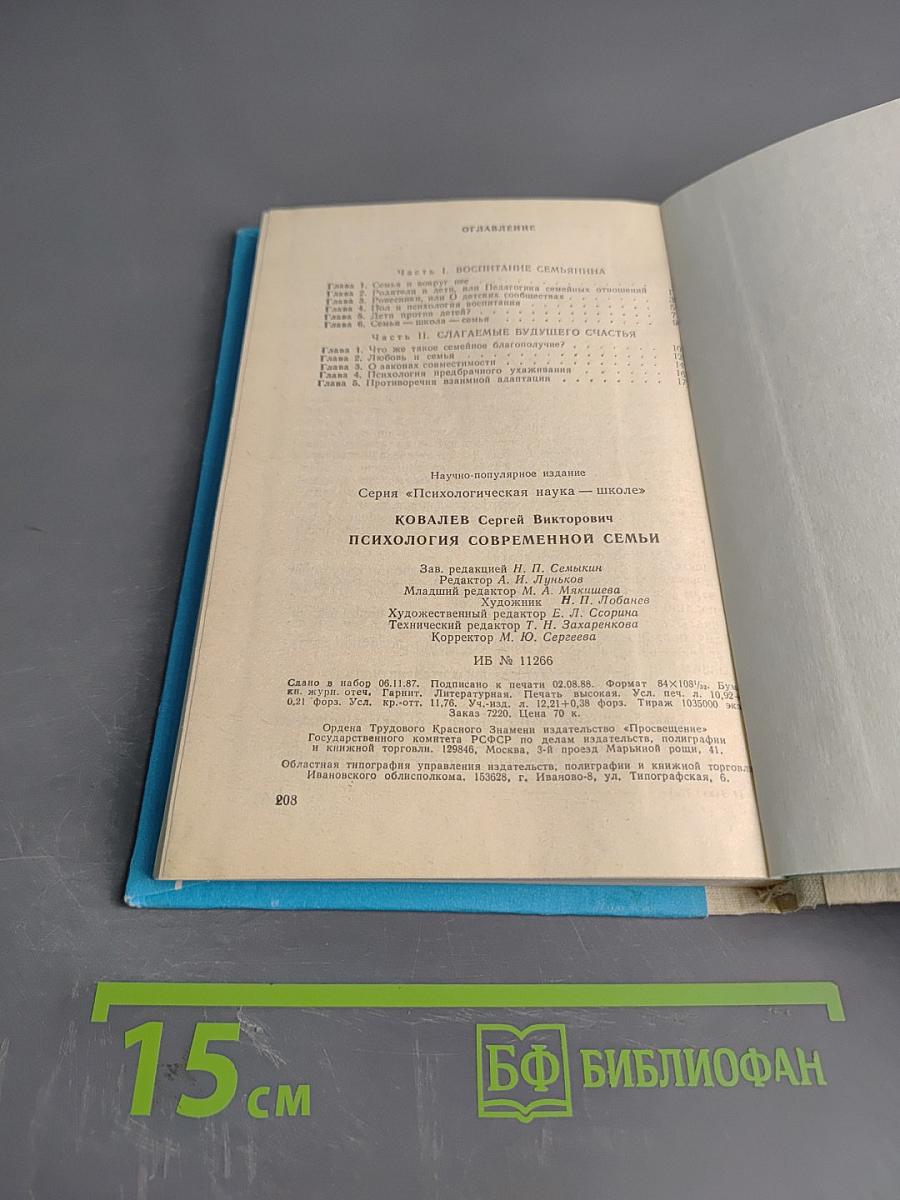 ОГЛАВЛЕНИЕ
Часть I. ВОСПИТАНИЕ СЕМЬЯНИНА
Глава 1. Семья и вокруг нее
Глава 2. Родители и дети, или Педагогика семейных отношений
Глава 3. Ровесники, или О детских сообществах
Глава 4. Пол и психология воспитания
Глава 5. Дети против детей?
Глава 6. Семья — школа — семья
Часть II. СЛАГАЕМЫЕ БУДУЩЕГО СЧАСТЬЯ
Глава 1. Что же такое семейное благополучие?
Глава 2. Любовь и семья
Глава 3. О законах совместимости
Глава 4. Психология предбрачного ухаживания
Глава 5. Противоречия взаимной адаптации
Научно-популярное издание
Серия «Психологическая наука — школе»
КОВАЛЕВ Сергей Викторович
ПСИХОЛОГИЯ СОВРЕМЕННОЙ СЕМЬИ
Зав. редакцией Н. П. Семыкин
Редактор А. И. Луньков
Младший редактор М. А. Мякишева
Художник Н. П. Лобанев
Художественный редактор Е. Л. Ссорина
Технический редактор Т. Н. Захаренкова
Корректор М. Ю. Сергеева
ИБ № 11266
Сдано в набор 06.11.87. Подписано к печати 02.08.88. Формат 84×108¹/₃₂. Бум
кн. журн. отеч. Гарнит. Литературная. Печать высокая. Усл. печ. л. 10,92+
0,21 форз. Усл. кр.-отт. 11,76. Уч.-изд. л. 12,21+0,38 форз. Тираж 1035000 экз
Заказ 7220. Цена 70 к.
Ордена Трудового Красного Знамени издательство «Просвещение»
Государственного комитета РСФСР по делам издательств, полиграфии
и книжной торговли. 129846, Москва, 3-й проезд Марьиной рощи, 41.
Областная типография управления издательств, полиграфии и книжной торговли
Ивановского облисполкома. 153628, г. Иваново-8, ул. Типографская, 6.
208
15 см
БФ БИБЛИОФАН